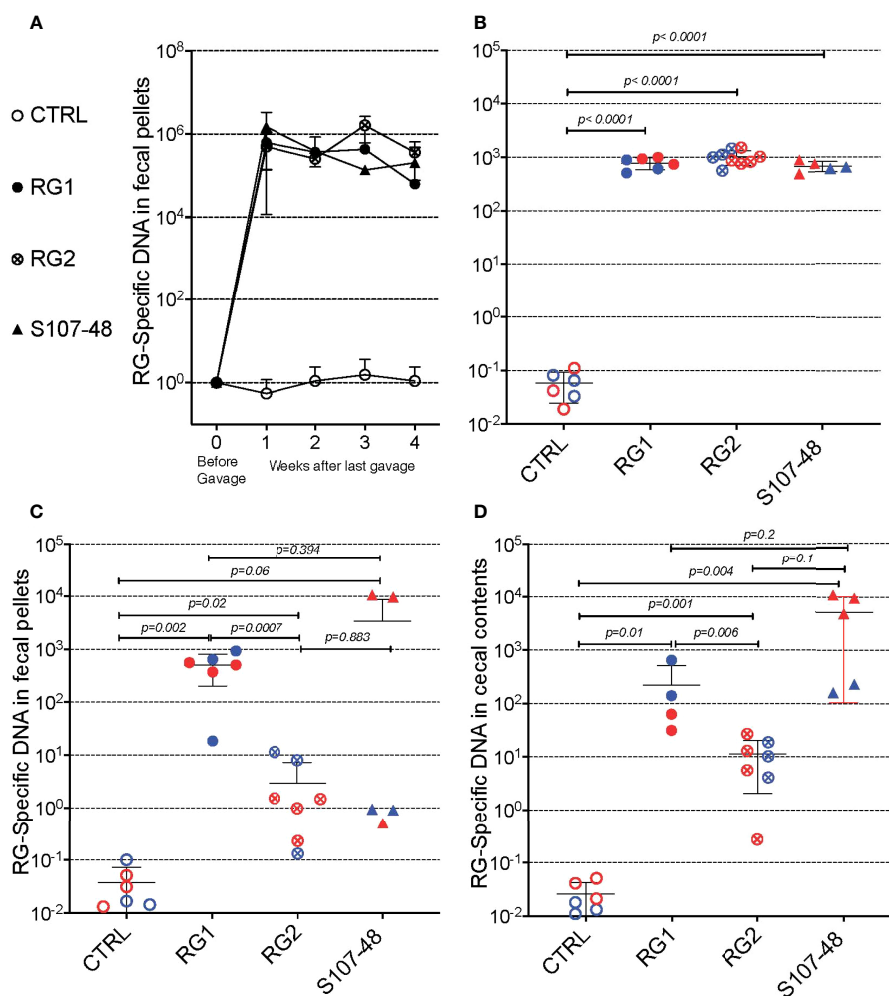 A
CTRL
RG1
RG2
S107-48
RG-Specific DNA in fecal pellets
10^8
10^6
10^4
10^2
10^0
0 1 2 3 4
Before Gavage
Weeks after last gavage
B
10^5
10^4
10^3
10^2
10^1
10^0
10^-1
10^-2
p< 0.0001
p< 0.0001
p< 0.0001
CTRL
RG1
RG2
S107-48
C
RG-Specific DNA in fecal pellets
10^5
10^4
10^3
10^2
10^1
10^0
10^-1
10^-2
p=0.394
p=0.06
p=0.02
p=0.002
p=0.0007
p=0.883
CTRL
RG1
RG2
S107-48
D
RG-Specific DNA in cecal contents
10^5
10^4
10^3
10^2
10^1
10^0
10^-1
10^-2
p=0.2
p=0.1
p=0.004
p=0.001
p=0.01
p=0.006
CTRL
RG1
RG2
S107-48